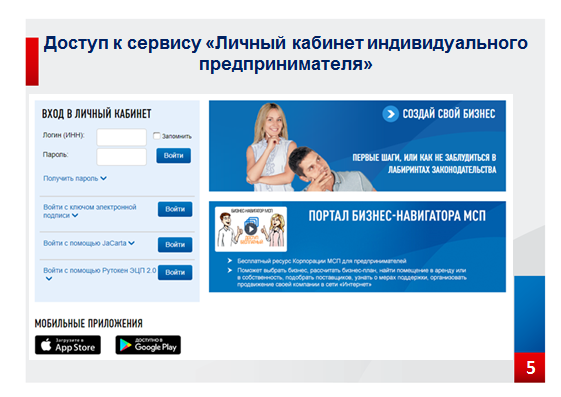 Доступ к сервису «Личный кабинет индивидуального
предпринимателя»
ВХОД В ЛИЧНЫЙ КАБИНЕТ
Логин (ИНН):
Запомнить
Пароль:
Войти
Получить пароль
Войти с ключом электронной
подписи
Войти
Войти с помощью JaCarta
Войти
Войти с помощью Рутокен ЭЦП 2.0
Войти
СОЗДАЙ СВОЙ БИЗНЕС
ПЕРВЫЕ ШАГИ, ИЛИ КАК НЕ ЗАБЛУДИТЬСЯ В
ЛАБИРИНТАХ ЗАКОНОДАТЕЛЬСТВА
БИЗНЕС-НАВИГАТОР МСП
ПОРТАЛ БИЗНЕС-НАВИГАТОРА МСП
Бесплатный ресурс Корпорации МСП для предпринимателей
Поможет выбрать бизнес, рассчитать бизнес-план, найти помещение в аренду или
в собственность, подобрать поставщиков, узнать о мерах поддержки, организовать
продвижение своей компании в сети «Интернет»
МОБИЛЬНЫЕ ПРИЛОЖЕНИЯ
Загрузите в
App Store
ДОСТУПНО В
Google Play
5